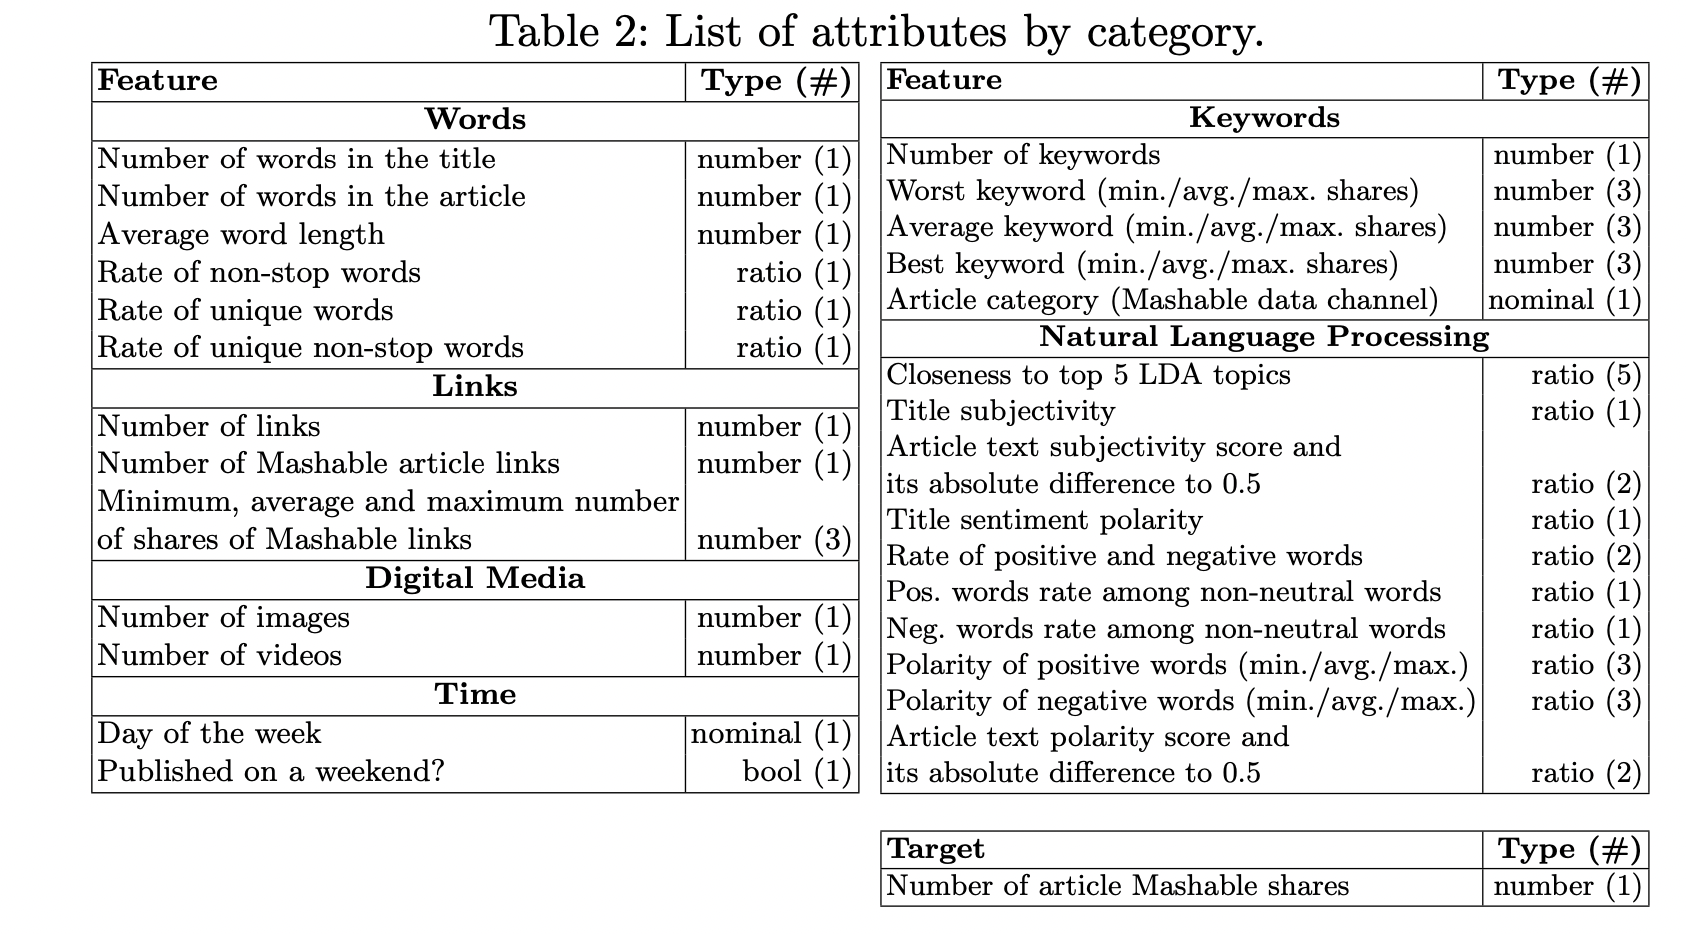 Table 2: List of attributes by category.
Feature Type (#)
Words
Number of words in the title number (1)
Number of words in the article number (1)
Average word length number (1)
Rate of non-stop words ratio (1)
Rate of unique words ratio (1)
Rate of unique non-stop words ratio (1)
Links
Number of links number (1)
Number of Mashable article links number (1)
Minimum, average and maximum number
of shares of Mashable links number (3)
Digital Media
Number of images number (1)
Number of videos number (1)
Time
Day of the week nominal (1)
Published on a weekend? bool (1)
Feature Type (#)
Keywords
Number of keywords number (1)
Worst keyword (min./avg./max. shares) number (3)
Average keyword (min./avg./max. shares) number (3)
Best keyword (min./avg./max. shares) number (3)
Article category (Mashable data channel) nominal (1)
Natural Language Processing
Closeness to top 5 LDA topics ratio (5)
Title subjectivity ratio (1)
Article text subjectivity score and
its absolute difference to 0.5 ratio (2)
Title sentiment polarity ratio (1)
Rate of positive and negative words ratio (2)
Pos. words rate among non-neutral words ratio (1)
Neg. words rate among non-neutral words ratio (1)
Polarity of positive words (min./avg./max.) ratio (3)
Polarity of negative words (min./avg./max.) ratio (3)
Article text polarity score and
its absolute difference to 0.5 ratio (2)
Target Type (#)
Number of article Mashable shares number (1)